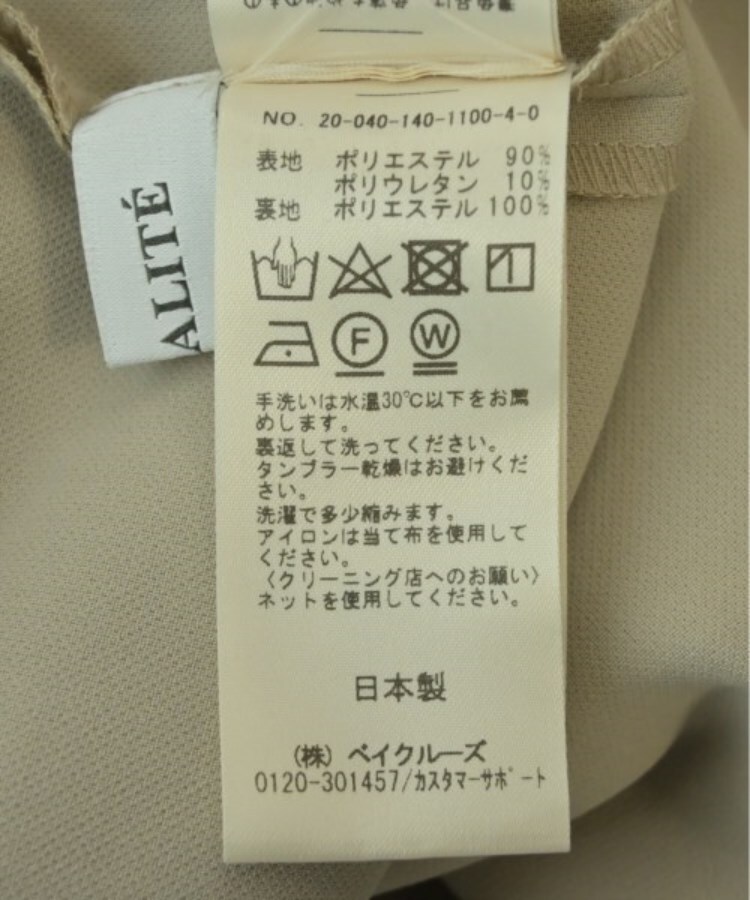 NO. 20-040-140-1100-4-0
表地 ポリエステル 90%
ポリウレタン 10%
裏地 ポリエステル 100%
F
W
手洗いは水温30℃以下をお薦
めします。
裏返して洗ってください。
タンブラー乾燥はお避けくだ
さい。
洗濯で多少縮みます。
アイロンは当て布を使用して
ください。
〈クリーニング店へのお願い〉
ネットを使用してください。
日本製
(株) ベイクルーズ
0120-301457/カスタマーサポート
ALITÉ